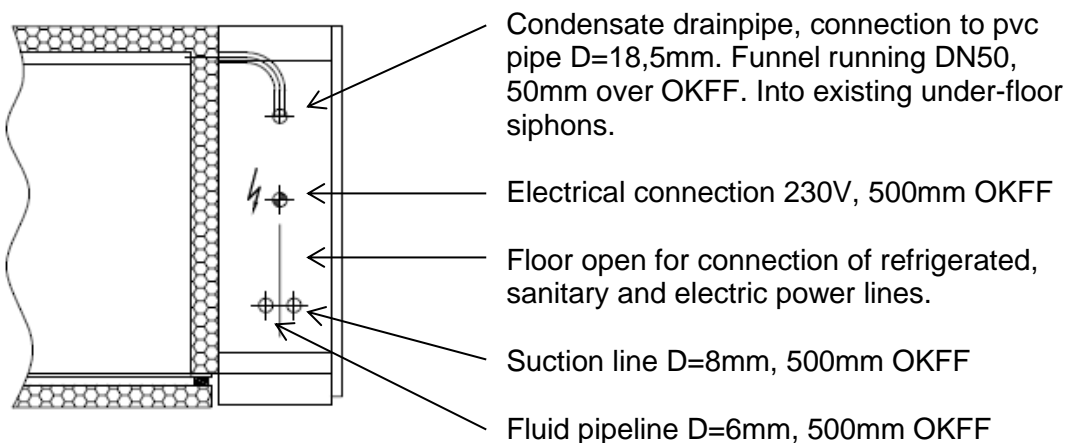 Condensate drainpipe, connection to pvc
pipe D=18,5mm. Funnel running DN50,
50mm over OKFF. Into existing under-floor
siphons.
Electrical connection 230V, 500mm OKFF
Floor open for connection of refrigerated,
sanitary and electric power lines.
Suction line D=8mm, 500mm OKFF
Fluid pipeline D=6mm, 500mm OKFF